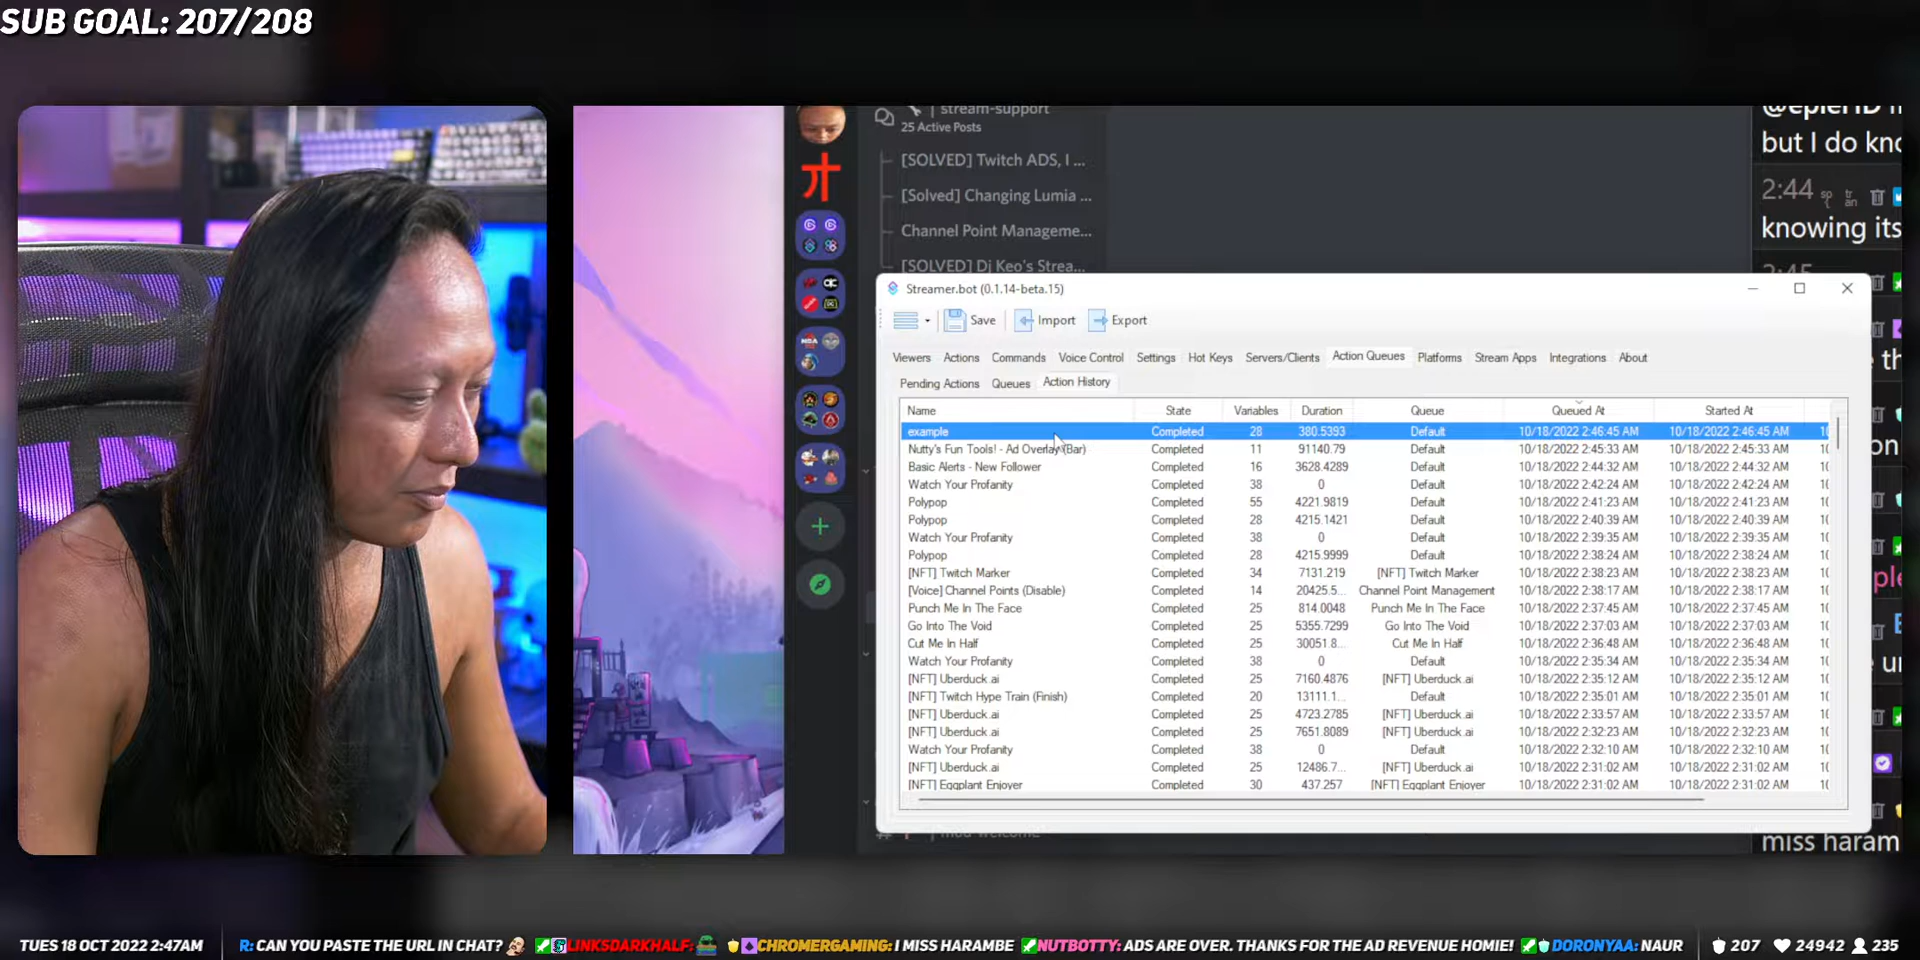 SUB GOAL: 207/208
stream-support
25 Active Posts
[SOLVED] Twitch ADS, I ...
[Solved] Changing Lumia ...
Channel Point Manageme...
[SOLVED] Dj Keo's Strea...
but I do kno
2:44
knowing its
Streamer.bot (0.1.14-beta.15)
Save Import Export
Viewers Actions Commands Voice Control Settings Hot Keys Servers/Clients Action Queues Platforms Stream Apps Integrations About
Pending Actions Queues Action History
Name State Variables Duration Queue Queued At Started At
example Completed 28 380.5393 Default 10/18/2022 2:46:45 AM 10/18/2022 2:46:45 AM
Nutty's Fun Tools! - Ad Overlay (Bar) Completed 11 91140.79 Default 10/18/2022 2:45:33 AM 10/18/2022 2:45:33 AM
Basic Alerts - New Follower Completed 16 3628.4289 Default 10/18/2022 2:44:32 AM 10/18/2022 2:44:32 AM
Watch Your Profanity Completed 38 0 Default 10/18/2022 2:42:24 AM 10/18/2022 2:42:24 AM
Polypop Completed 55 4221.9819 Default 10/18/2022 2:41:23 AM 10/18/2022 2:41:23 AM
Polypop Completed 28 4215.1421 Default 10/18/2022 2:40:39 AM 10/18/2022 2:40:39 AM
Watch Your Profanity Completed 38 0 Default 10/18/2022 2:39:35 AM 10/18/2022 2:39:35 AM
Polypop Completed 28 4215.9999 Default 10/18/2022 2:38:24 AM 10/18/2022 2:38:24 AM
[NFT] Twitch Marker Completed 34 7131.219 [NFT] Twitch Marker 10/18/2022 2:38:23 AM 10/18/2022 2:38:23 AM
[Voice] Channel Points (Disable) Completed 14 20425.5... Channel Point Management 10/18/2022 2:38:17 AM 10/18/2022 2:38:17 AM
Punch Me In The Face Completed 25 814.0048 Punch Me In The Face 10/18/2022 2:37:45 AM 10/18/2022 2:37:45 AM
Go Into The Void Completed 25 5355.7299 Go Into The Void 10/18/2022 2:37:03 AM 10/18/2022 2:37:03 AM
Cut Me In Half Completed 25 30051.8... Cut Me In Half 10/18/2022 2:36:48 AM 10/18/2022 2:36:48 AM
Watch Your Profanity Completed 38 0 Default 10/18/2022 2:35:34 AM 10/18/2022 2:35:34 AM
[NFT] Uberduck.ai Completed 25 7160.4876 [NFT] Uberduck.ai 10/18/2022 2:35:12 AM 10/18/2022 2:35:12 AM
[NFT] Twitch Hype Train (Finish) Completed 20 13111.1... Default 10/18/2022 2:35:01 AM 10/18/2022 2:35:01 AM
[NFT] Uberduck.ai Completed 25 4723.2785 [NFT] Uberduck.ai 10/18/2022 2:33:57 AM 10/18/2022 2:33:57 AM
[NFT] Uberduck.ai Completed 25 7651.8089 [NFT] Uberduck.ai 10/18/2022 2:32:23 AM 10/18/2022 2:32:23 AM
Watch Your Profanity Completed 38 0 Default 10/18/2022 2:32:10 AM 10/18/2022 2:32:10 AM
[NFT] Uberduck.ai Completed 25 12486.7... [NFT] Uberduck.ai 10/18/2022 2:31:02 AM 10/18/2022 2:31:02 AM
[NFT] Eggplant Enjoyer Completed 30 437.257 [NFT] Eggplant Enjoyer 10/18/2022 2:31:02 AM 10/18/2022 2:31:02 AM
miss haram
TUES 18 OCT 2022 2:47AM R: CAN YOU PASTE THE URL IN CHAT? LINKSDARKHALF: CHROMERGAMING: I MISS HARAMBE NUTBOTTY: ADS ARE OVER. THANKS FOR THE AD REVENUE HOMIE! DORONYAA: NAUR 207 24942 235